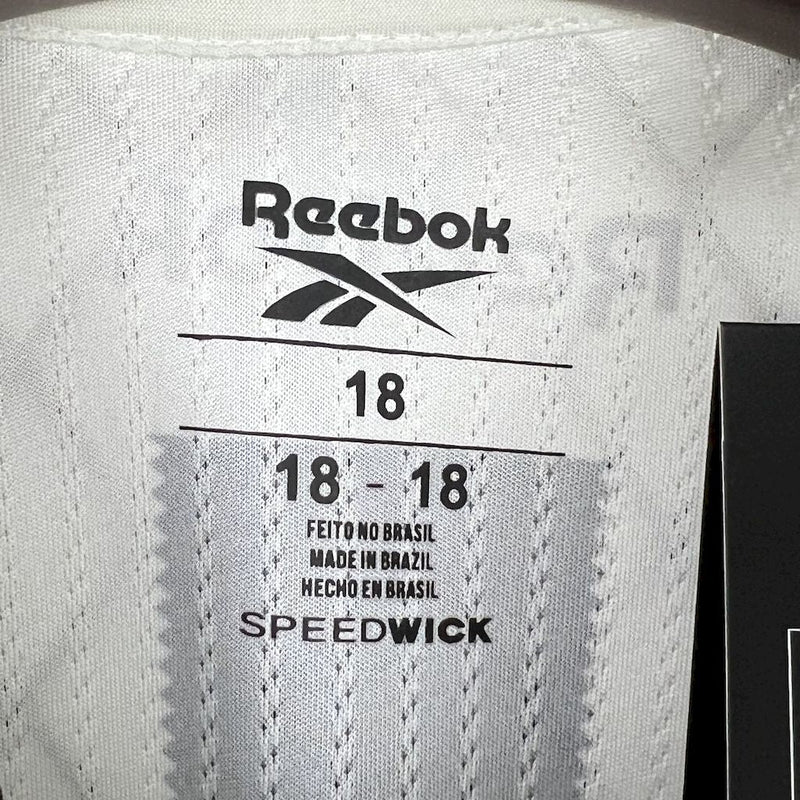 Reebok
18
18 - 18
FEITO NO BRASIL
MADE IN BRAZIL
HECHO EN BRASIL
SPEEDWICK